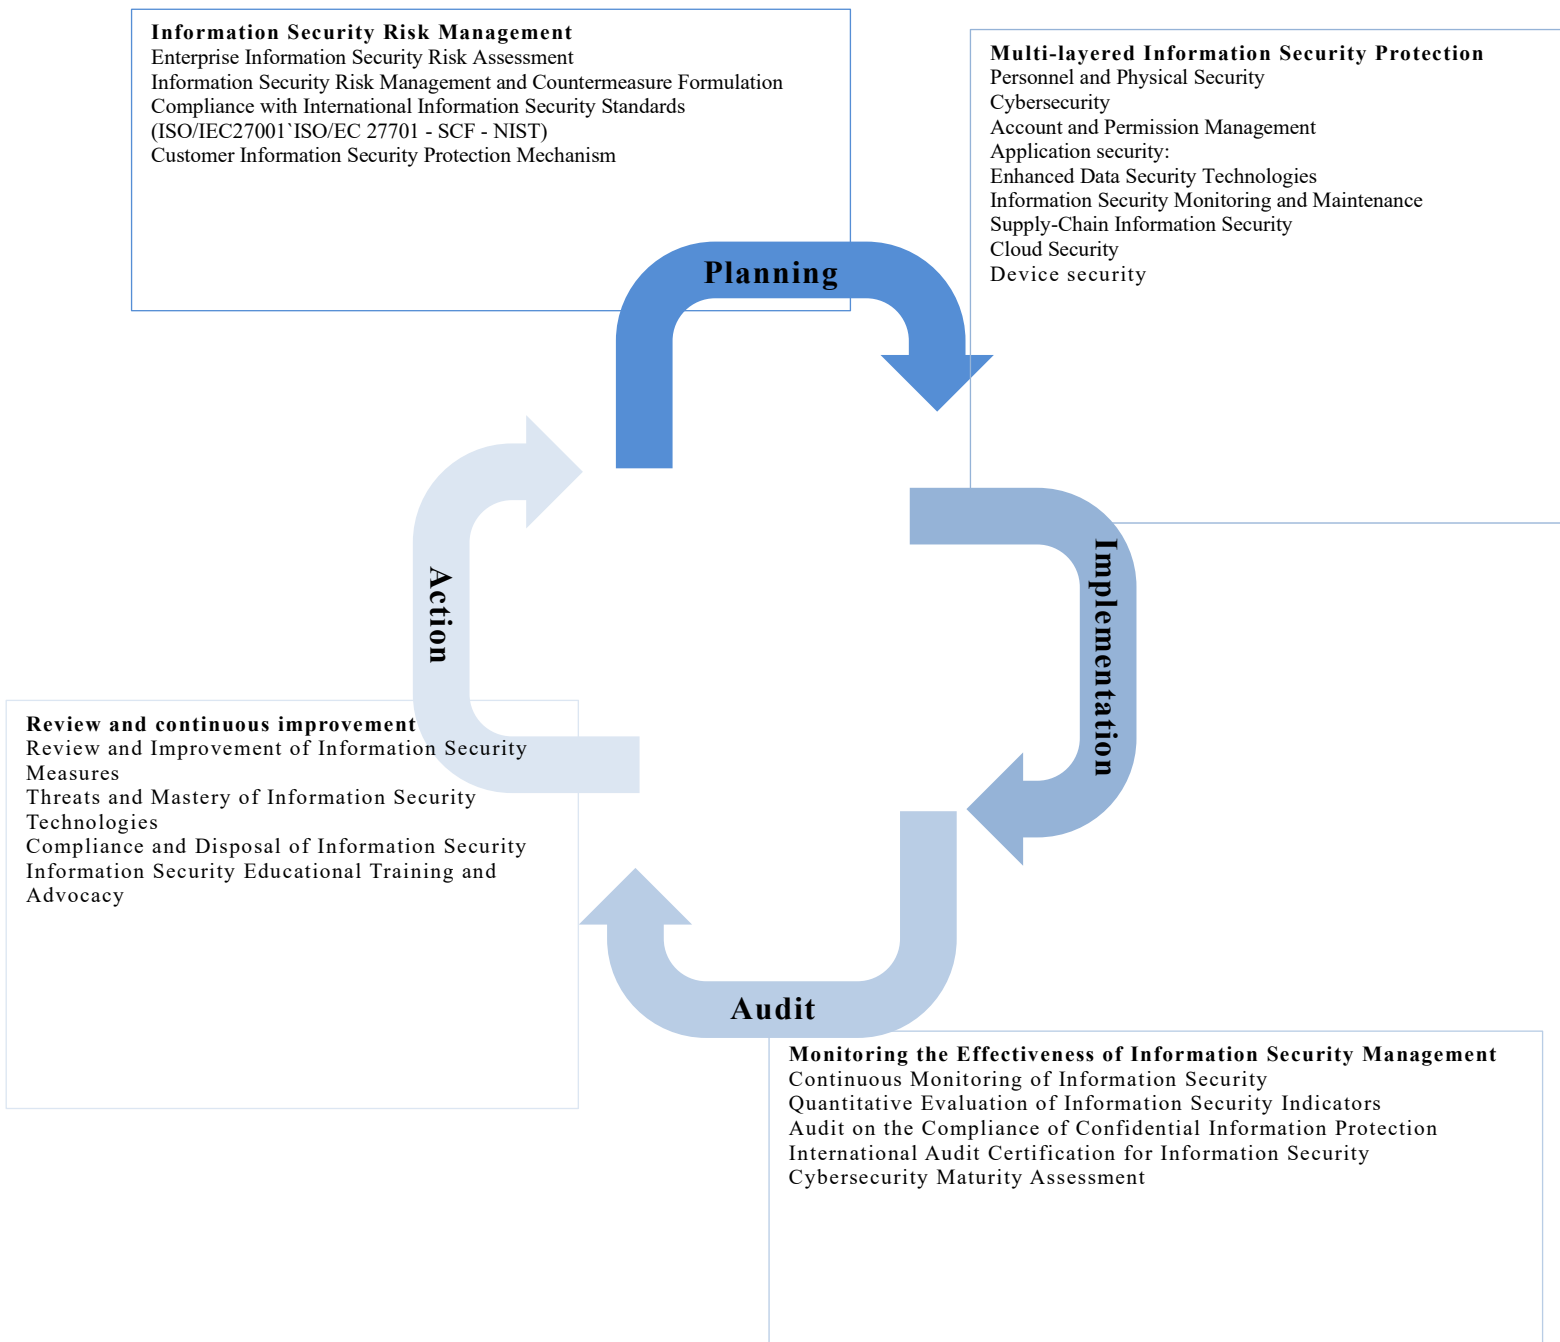 Information Security Risk Management
Enterprise Information Security Risk Assessment
Information Security Risk Management and Countermeasure Formulation
Compliance with International Information Security Standards
(ISO/IEC27001`ISO/EC 27701 - SCF - NIST)
Customer Information Security Protection Mechanism
Multi-layered Information Security Protection
Personnel and Physical Security
Cybersecurity
Account and Permission Management
Application security:
Enhanced Data Security Technologies
Information Security Monitoring and Maintenance
Supply-Chain Information Security
Cloud Security
Device security
Planning
Implementation
Action
Review and continuous improvement
Review and Improvement of Information Security
Measures
Threats and Mastery of Information Security
Technologies
Compliance and Disposal of Information Security
Information Security Educational Training and
Advocacy
Audit
Monitoring the Effectiveness of Information Security Management
Continuous Monitoring of Information Security
Quantitative Evaluation of Information Security Indicators
Audit on the Compliance of Confidential Information Protection
International Audit Certification for Information Security
Cybersecurity Maturity Assessment